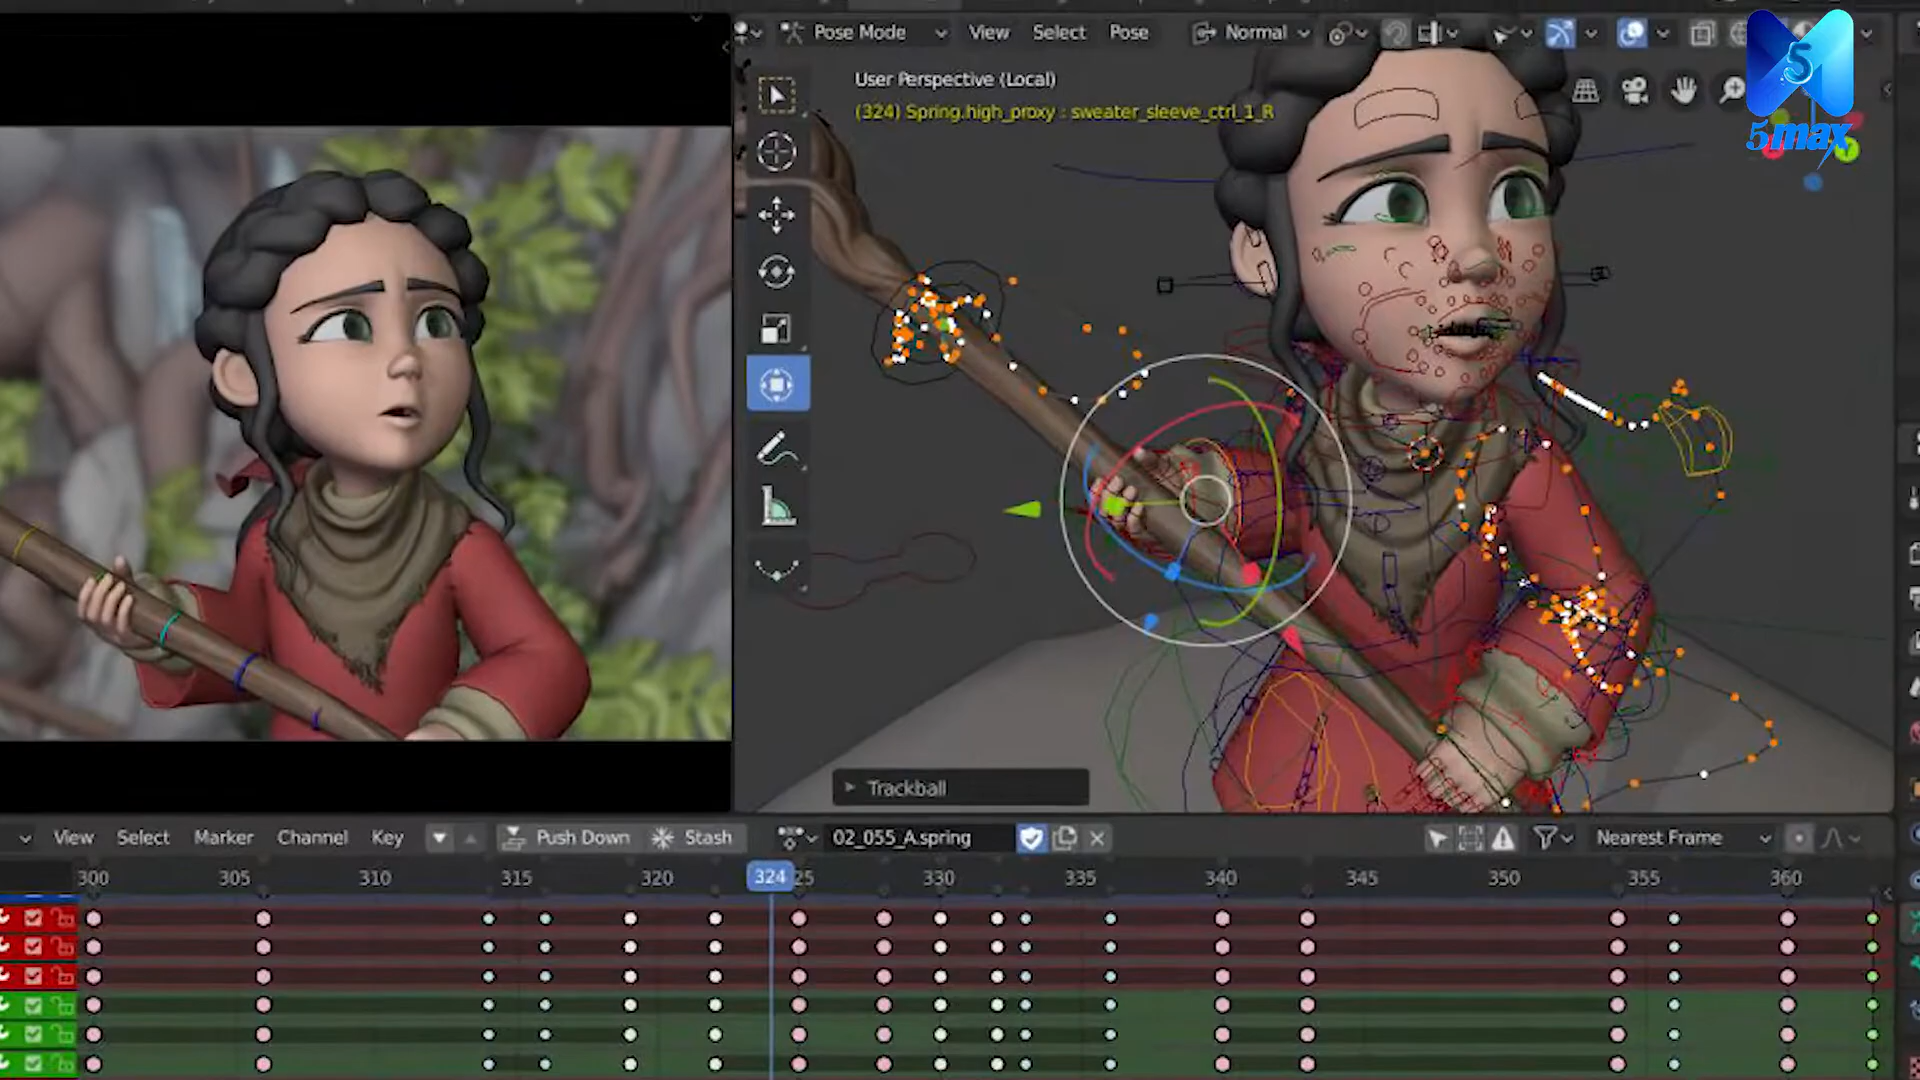 Pose Mode View Select Pose Normal
User Perspective (Local)
(324) Spring.high_proxy : sweater_sleeve_ctrl_1_R
5
5max
Y
Trackball
View Select Marker Channel Key Push Down Stash 02_055_A.spring Nearest Frame
300 305 310 315 320 324 25 330 335 340 345 350 355 360